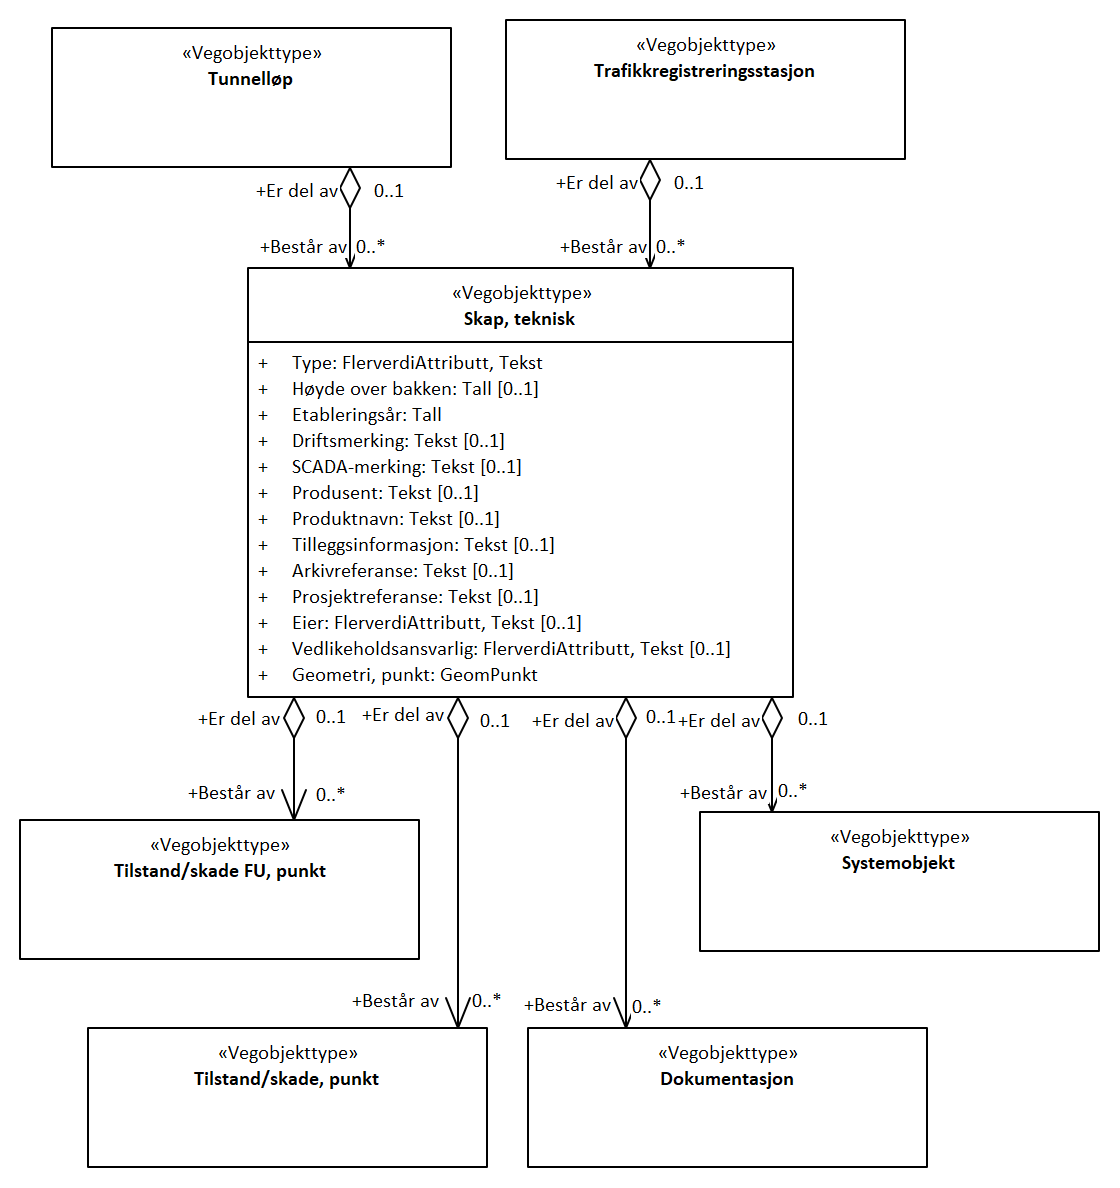 «Vegobjekttype»
Tunnelløp
«Vegobjekttype»
Trafikkregistreringsstasjon
+Er del av
0..1
+Er del av
0..1
+Består av
0..*
+Består av
0..*
«Vegobjekttype»
Skap, teknisk
+ Type: FlerverdiAttributt, Tekst
+ Høyde over bakken: Tall [0..1]
+ Etableringsår: Tall
+ Driftsmerking: Tekst [0..1]
+ SCADA-merking: Tekst [0..1]
+ Produsent: Tekst [0..1]
+ Produktnavn: Tekst [0..1]
+ Tilleggsinformasjon: Tekst [0..1]
+ Arkivreferanse: Tekst [0..1]
+ Prosjektreferanse: Tekst [0..1]
+ Eier: FlerverdiAttributt, Tekst [0..1]
+ Vedlikeholdsansvarlig: FlerverdiAttributt, Tekst [0..1]
+ Geometri, punkt: GeomPunkt
+Er del av
0..1
+Er del av
0..1
+Er del av
0..1
+Er del av
0..1
+Består av
0..*
+Består av
0..*
«Vegobjekttype»
Tilstand/skade FU, punkt
«Vegobjekttype»
Systemobjekt
+Består av
0..*
+Består av
0..*
«Vegobjekttype»
Tilstand/skade, punkt
«Vegobjekttype»
Dokumentasjon